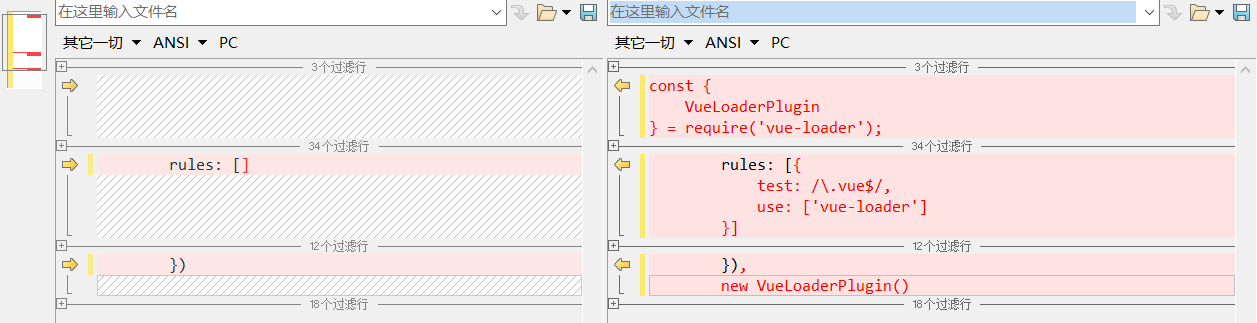 在这里输入文件名
其它一切 ANSI PC
3个过滤行
34个过滤行
rules: []
12个过滤行
})
18个过滤行
在这里输入文件名
其它一切 ANSI PC
3个过滤行
const {
    VueLoaderPlugin
} = require('vue-loader');
34个过滤行
rules: [{
    test: /\.vue$/,
    use: ['vue-loader']
}]
12个过滤行
}),
new VueLoaderPlugin()
18个过滤行